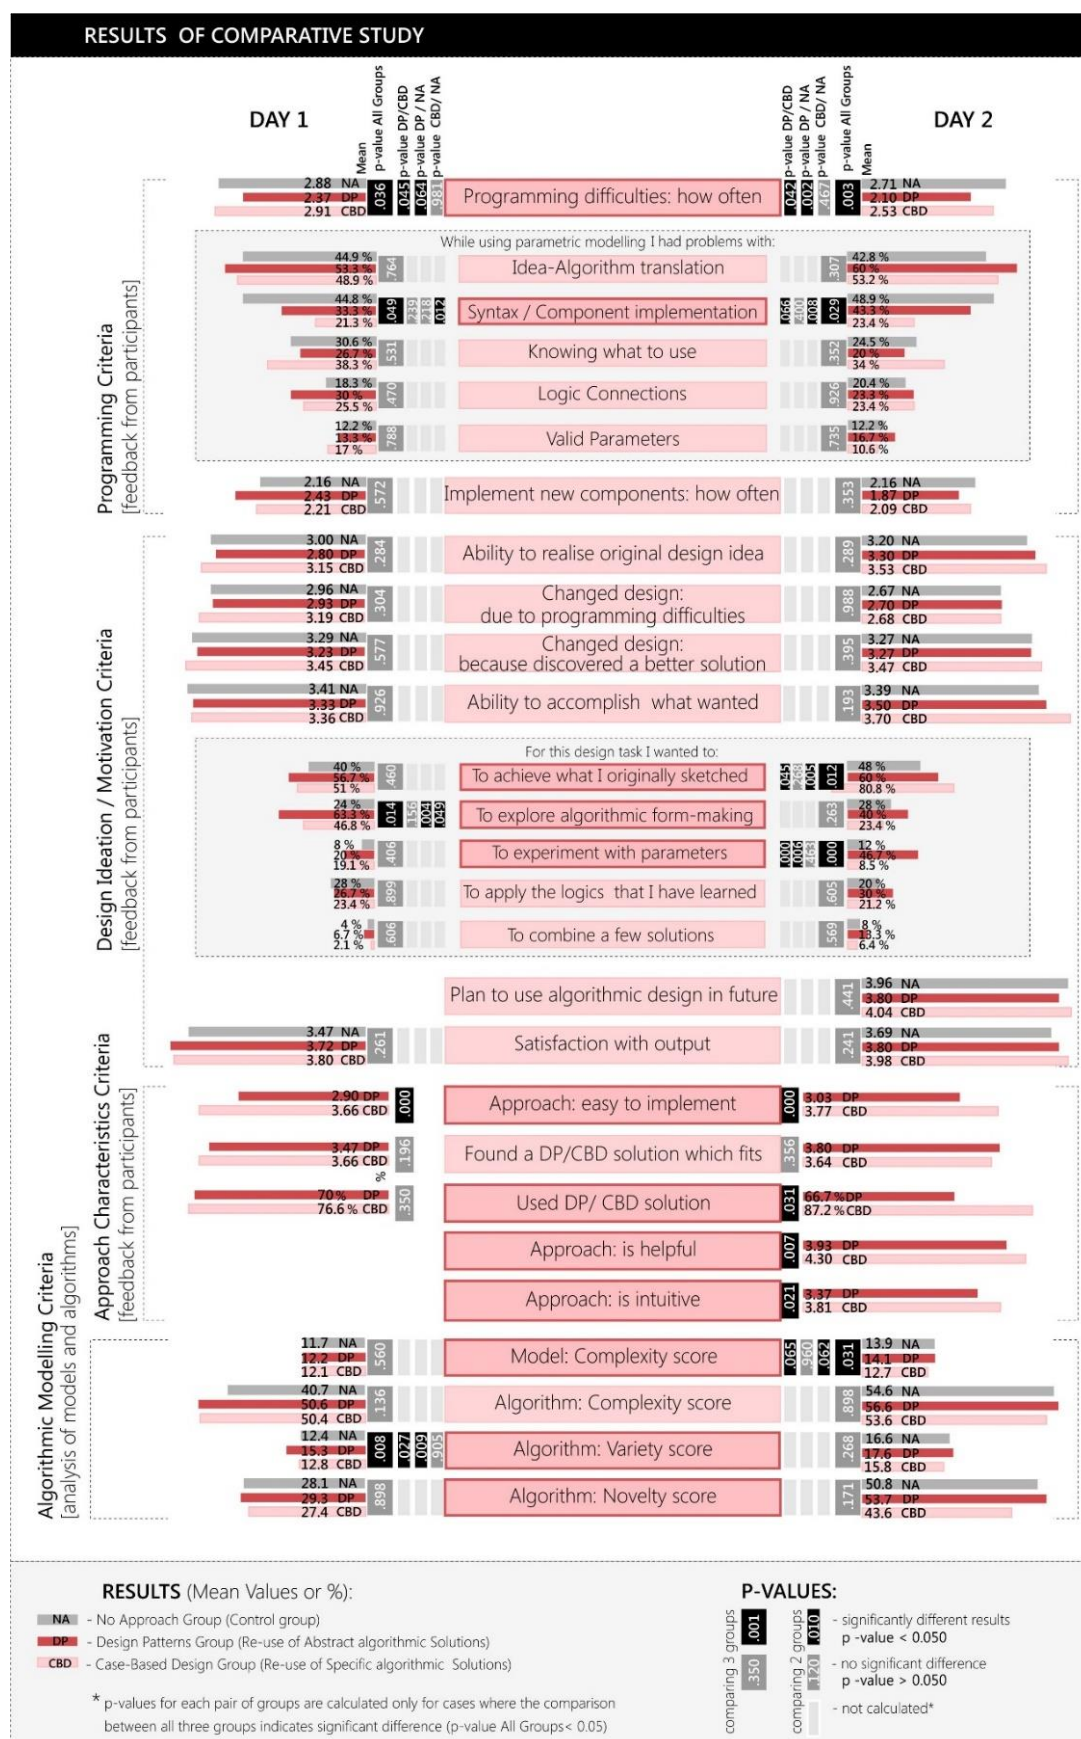 RESULTS OF COMPARATIVE STUDY
DAY 1
Mean
p-value All Groups
p-value DP/CBD
p-value DP / NA
p-value CBD/ NA
p-value DP/CBD
p-value DP / NA
p-value CBD/ NA
p-value All Groups
Mean
DAY 2
Programming Criteria
[feedback from participants]
2.88 NA
2.37 DP
2.91 CBD
.036 .045 .064 .981
Programming difficulties: how often
.042 .002 .467 .003
2.71 NA
2.10 DP
2.53 CBD
While using parametric modelling I had problems with:
44.9 %
53.3 %
48.9 %
.764
Idea-Algorithm translation
.307
42.8 %
60 %
53.2 %
44.8 %
33.3 %
21.3 %
.049 .239 .218 .012
Syntax / Component implementation
.066 .400 .008 .029
48.9 %
43.3 %
23.4 %
30.6 %
26.7 %
38.3 %
.531
Knowing what to use
.352
24.5 %
20 %
34 %
18.3 %
30 %
25.5 %
.470
Logic Connections
.926
20.4 %
23.3 %
23.4 %
12.2 %
13.3 %
17 %
.788
Valid Parameters
.735
12.2 %
16.7 %
10.6 %
2.16 NA
2.43 DP
2.21 CBD
.572
Implement new components: how often
.353
2.16 NA
1.87 DP
2.09 CBD
Design Ideation / Motivation Criteria
[feedback from participants]
3.00 NA
2.80 DP
3.15 CBD
.284
Ability to realise original design idea
.289
3.20 NA
3.30 DP
3.53 CBD
2.96 NA
2.93 DP
3.19 CBD
.304
Changed design:
due to programming difficulties
.988
2.67 NA
2.70 DP
2.68 CBD
3.29 NA
3.23 DP
3.45 CBD
.577
Changed design:
because discovered a better solution
.395
3.27 NA
3.27 DP
3.47 CBD
3.41 NA
3.33 DP
3.36 CBD
.926
Ability to accomplish what wanted
.193
3.39 NA
3.50 DP
3.70 CBD
For this design task I wanted to:
40 %
56.7 %
51 %
.460
To achieve what I originally sketched
.045 .268 .005 .012
48 %
60 %
80.8 %
24 %
63.3 %
46.8 %
.014 .156 .004 .049
To explore algorithmic form-making
.263
28 %
40 %
23.4 %
8 %
20 %
19.1 %
.406
To experiment with parameters
.000 .006 .463 .000
12 %
46.7 %
8.5 %
28 %
26.7 %
23.4 %
.899
To apply the logics that I have learned
.605
20 %
30 %
21.2 %
4 %
6.7 %
2.1 %
.606
To combine a few solutions
.569
8 %
13.3 %
6.4 %
Plan to use algorithmic design in future
.441
3.96 NA
3.80 DP
4.04 CBD
3.47 NA
3.72 DP
3.80 CBD
.261
Satisfaction with output
.241
3.69 NA
3.80 DP
3.98 CBD
Approach Characteristics Criteria
[feedback from participants]
2.90 DP
3.66 CBD
.000
Approach: easy to implement
.000
3.03 DP
3.77 CBD
3.47 DP
3.66 CBD
.196
Found a DP/CBD solution which fits
.356
3.80 DP
3.64 CBD
%
70 % DP
76.6 % CBD
.350
Used DP/ CBD solution
.031
66.7 % DP
87.2 % CBD
Approach: is helpful
.007
3.93 DP
4.30 CBD
Approach: is intuitive
.021
3.37 DP
3.81 CBD
Algorithmic Modelling Criteria
[analysis of models and algorithms]
11.7 NA
12.2 DP
12.1 CBD
.560
Model: Complexity score
.065 .960 .062 .031
13.9 NA
14.1 DP
12.7 CBD
40.7 NA
50.6 DP
50.4 CBD
.136
Algorithm: Complexity score
.898
54.6 NA
56.6 DP
53.6 CBD
12.4 NA
15.3 DP
12.8 CBD
.008 .027 .009 .905
Algorithm: Variety score
.268
16.6 NA
17.6 DP
15.8 CBD
28.1 NA
29.3 DP
27.4 CBD
.898
Algorithm: Novelty score
.171
50.8 NA
53.7 DP
43.6 CBD
RESULTS (Mean Values or %):
NA - No Approach Group (Control group)
DP - Design Patterns Group (Re-use of Abstract algorithmic Solutions)
CBD - Case-Based Design Group (Re-use of Specific algorithmic Solutions)
* p-values for each pair of groups are calculated only for cases where the comparison
between all three groups indicates significant difference (p-value All Groups< 0.05)
P-VALUES:
comparing 3 groups
.001
.350
comparing 2 groups
.010
.120
- significantly different results
p -value < 0.050
- no significant difference
p -value > 0.050
- not calculated*